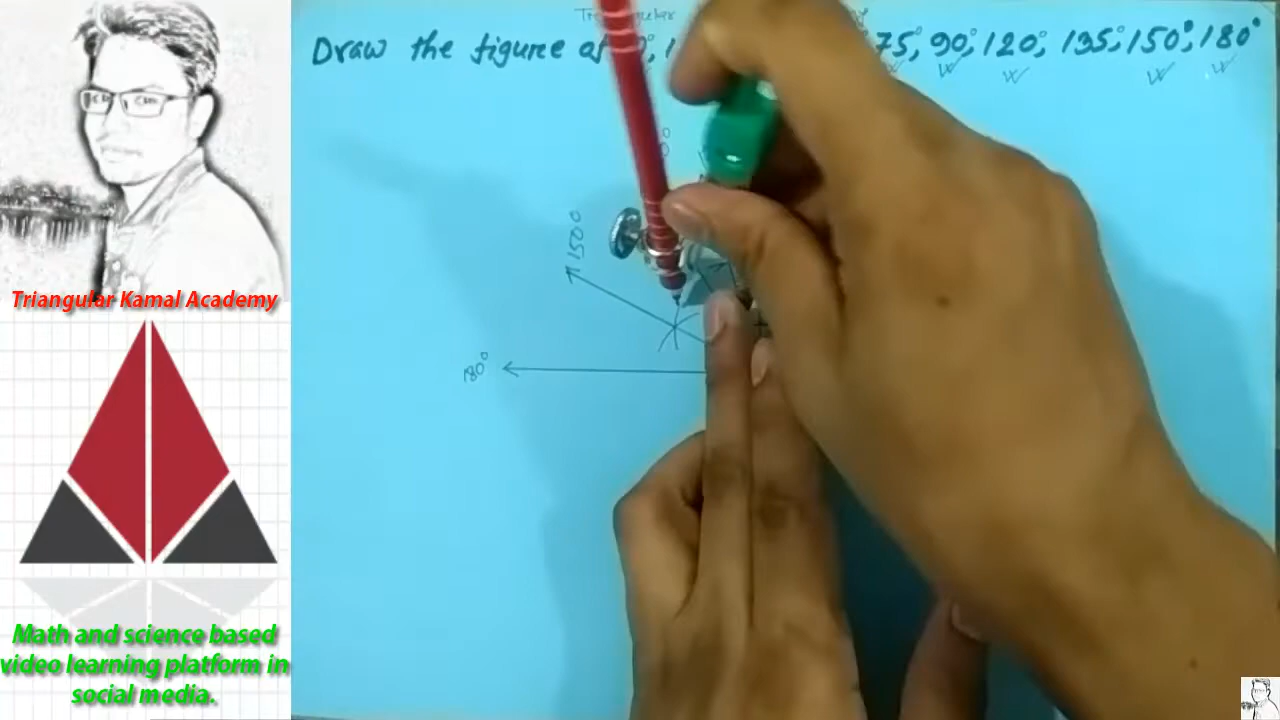 Draw the figure of
75°, 90°, 120°, 135°, 150°, 180°
150°
180°
Triangular Kamal Academy
Math and science based
video learning platform in
social media.